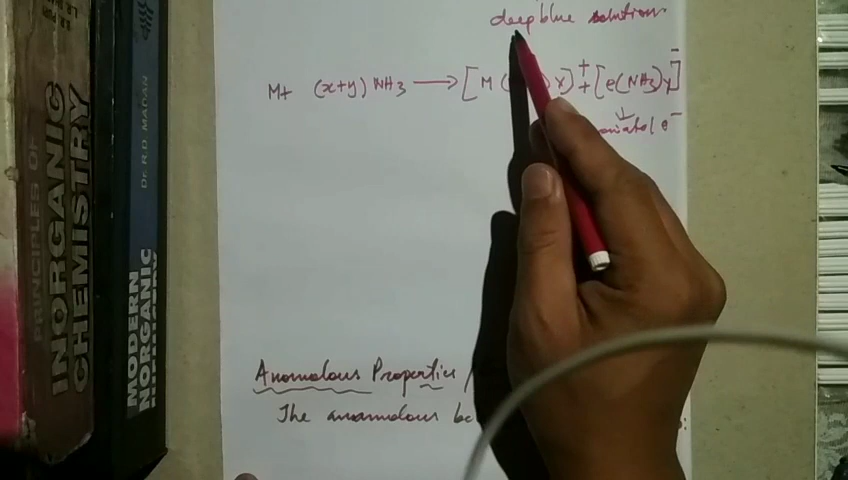 deep blue solution
M+ (x+y) NH3 ⟶ [M( )x]+ + [e(NH3)y]-
e-
Anomalous Properties
The anomalous be
PRINCIPLES OF
INORGANIC
CHEMISTRY
MODERN
INORGANIC
Dr. R.D. MADAN